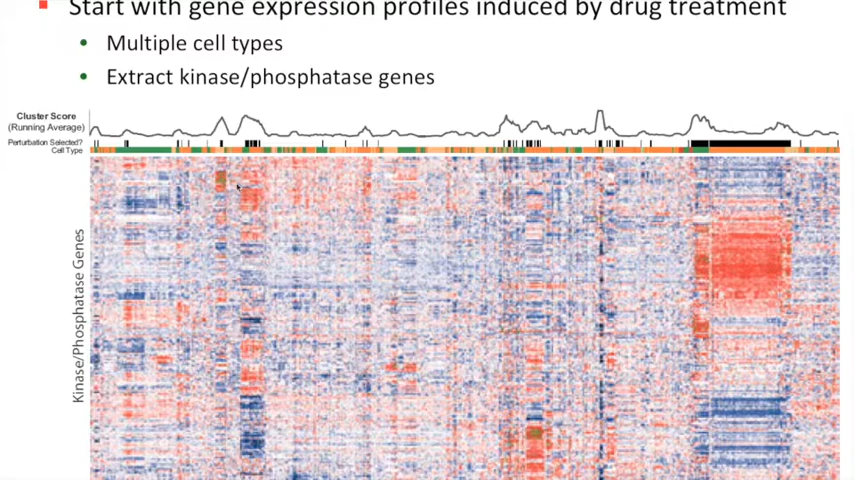 Start with gene expression profiles induced by drug treatment
Multiple cell types
Extract kinase/phosphatase genes
Cluster Score
(Running Average)
Perturbation Selected?
Cell Type
Kinase/Phosphatase Genes